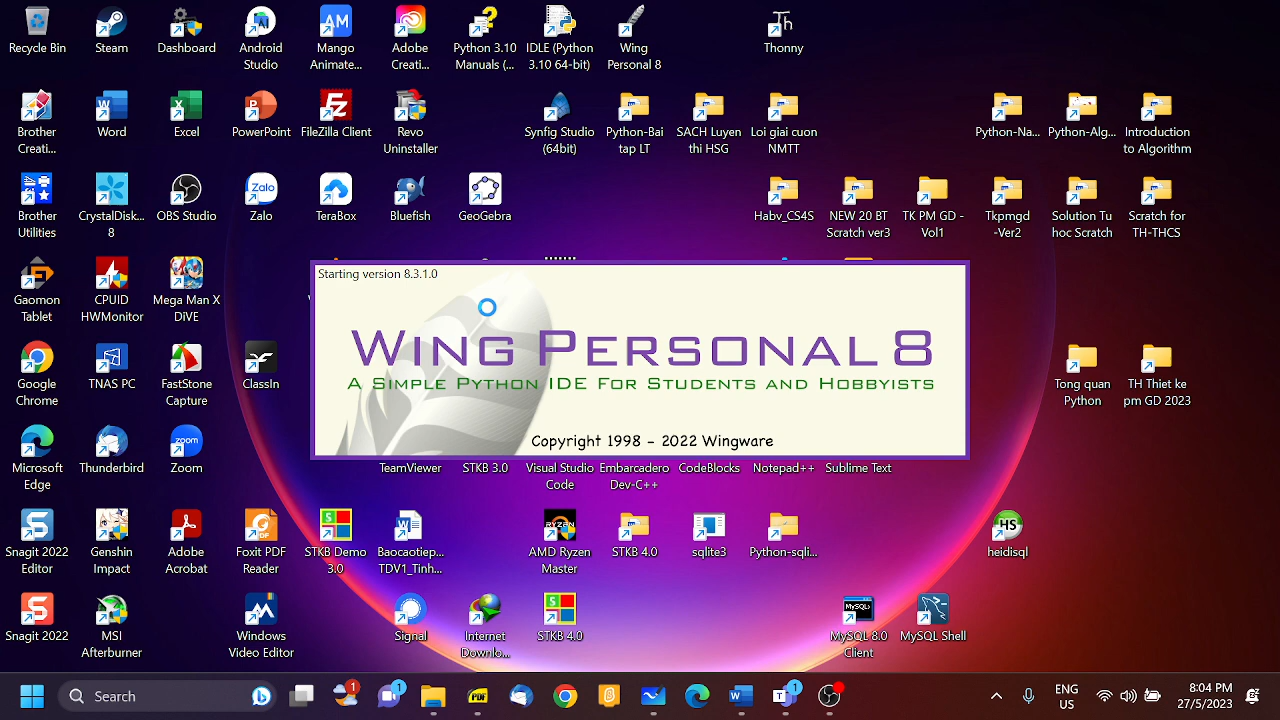 Recycle Bin
Steam
Dashboard
Android
Studio
Mango
Animate...
Adobe
Creati...
Python 3.10
Manuals (...
IDLE (Python
3.10 64-bit)
Wing
Personal 8
Thonny
Brother
Creati...
Word
Excel
PowerPoint
FileZilla Client
Revo
Uninstaller
Synfig Studio
(64bit)
Python-Bai
tap LT
SACH Luyen
thi HSG
Loi giai cuon
NMTT
Python-Na...
Python-Alg...
Introduction
to Algorithm
Brother
Utilities
CrystalDisk...
8
OBS Studio
Zalo
TeraBox
Bluefish
GeoGebra
Habv_CS4S
NEW 20 BT
Scratch ver3
TK PM GD -
Vol1
Tkpmgd
-Ver2
Solution Tu
hoc Scratch
Scratch for
TH-THCS
Gaomon
Tablet
CPUID
HWMonitor
Mega Man X
DiVE
Starting version 8.3.1.0
Wing Personal 8
A Simple Python IDE For Students and Hobbyists
Copyright 1998 - 2022 Wingware
Google
Chrome
TNAS PC
FastStone
Capture
ClassIn
Tong quan
Python
TH Thiet ke
pm GD 2023
Microsoft
Edge
Thunderbird
Zoom
TeamViewer
STKB 3.0
Visual Studio
Code
Embarcadero
Dev-C++
CodeBlocks
Notepad++
Sublime Text
Snagit 2022
Editor
Genshin
Impact
Adobe
Acrobat
Foxit PDF
Reader
STKB Demo
3.0
Baocaotiep...
TDV1_Tinh...
AMD Ryzen
Master
STKB 4.0
sqlite3
Python-sqli...
heidisql
Snagit 2022
MSI
Afterburner
Windows
Video Editor
Signal
Internet
Downlo...
STKB 4.0
MySQL 8.0
Client
MySQL Shell
Search
ENG
US
8:04 PM
27/5/2023